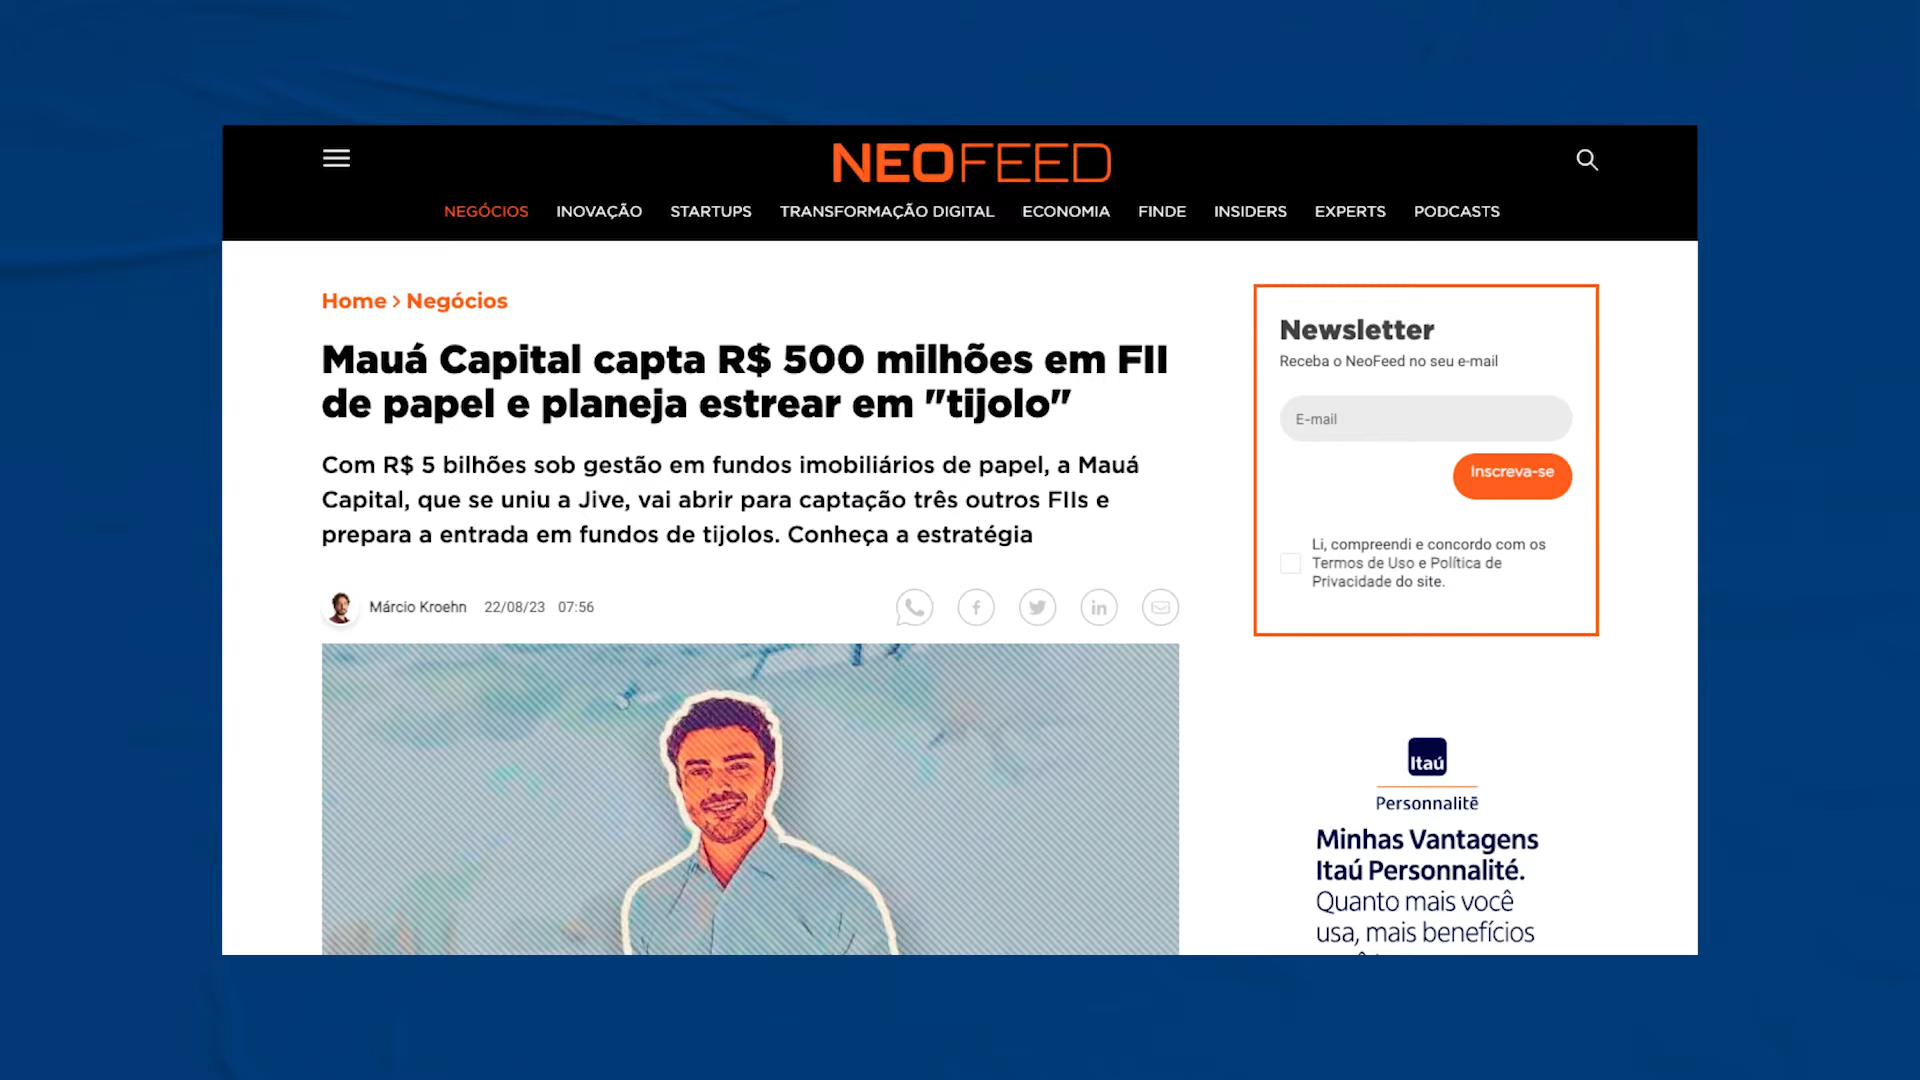 NEOFEED
NEGÓCIOS INOVAÇÃO STARTUPS TRANSFORMAÇÃO DIGITAL ECONOMIA FINDE INSIDERS EXPERTS PODCASTS
Home > Negócios
Mauá Capital capta R$ 500 milhões em FII
de papel e planeja estrear em "tijolo"
Com R$ 5 bilhões sob gestão em fundos imobiliários de papel, a Mauá
Capital, que se uniu a Jive, vai abrir para captação três outros FIIs e
prepara a entrada em fundos de tijolos. Conheça a estratégia
Márcio Kroehn 22/08/23 07:56
Newsletter
Receba o NeoFeed no seu e-mail
E-mail
Inscreva-se
Li, compreendi e concordo com os
Termos de Uso e Política de
Privacidade do site.
Itaú
Personnalité
Minhas Vantagens
Itaú Personnalité.
Quanto mais você
usa, mais benefícios